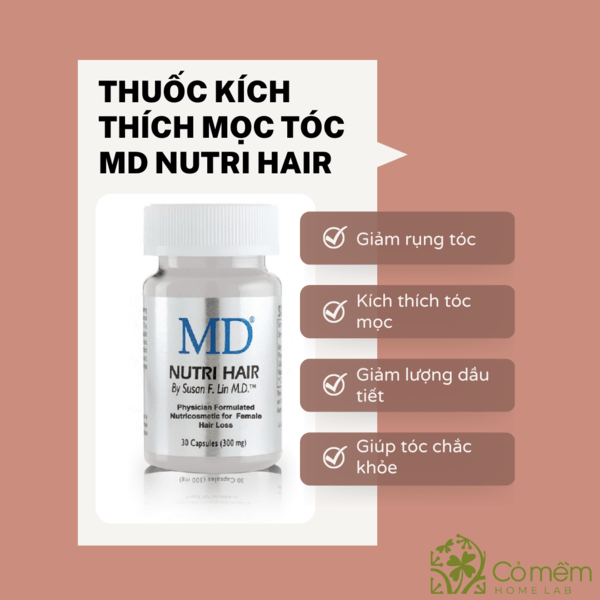 THUỐC KÍCH
THÍCH MỌC TÓC
MD NUTRI HAIR
MD®
NUTRI HAIR
By Susan F. Lin M.D.™
Physician Formulated
Nutricosmetic for Female
Hair Loss
30 Capsules (300 mg)
Giảm rụng tóc
Kích thích tóc
mọc
Giảm lượng dầu
tiết
Giúp tóc chắc
khỏe
Cỏ mềm
HOME LAB